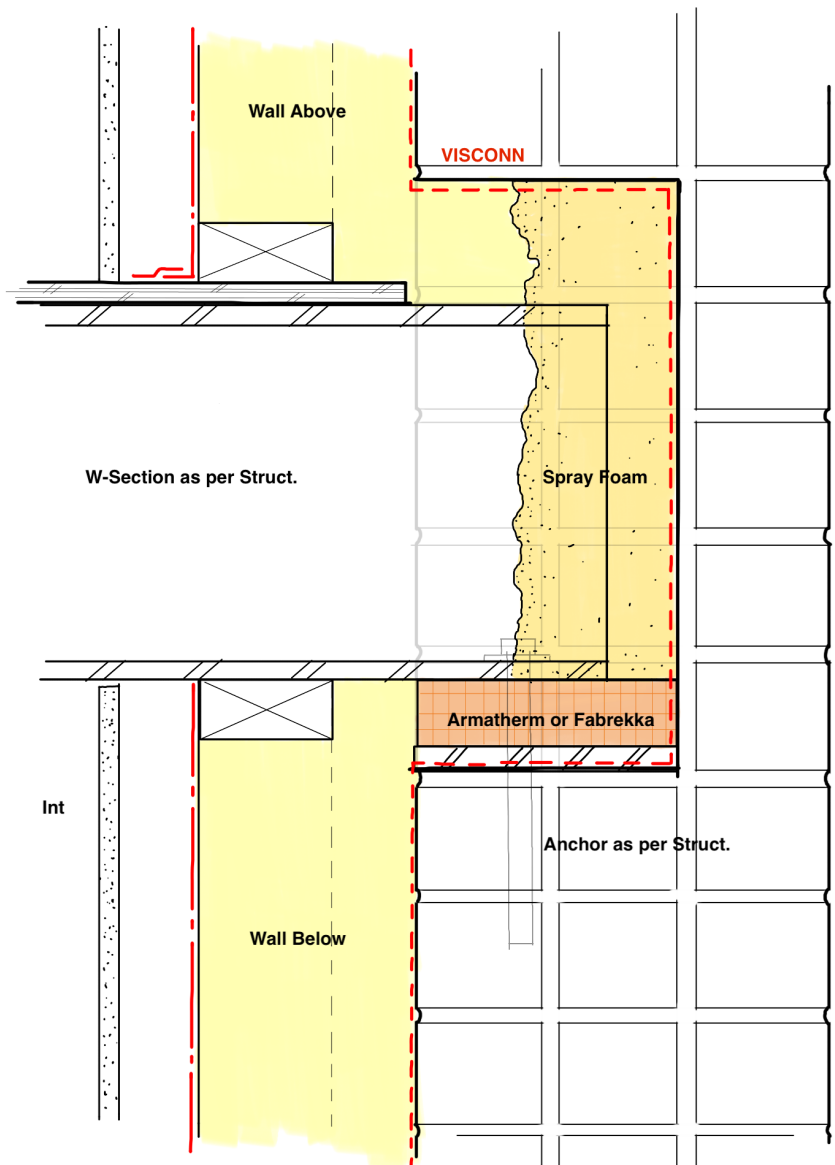 Wall Above
VISCONN
W-Section as per Struct.
Spray Foam
Armatherm or Fabrekka
Int
Anchor as per Struct.
Wall Below